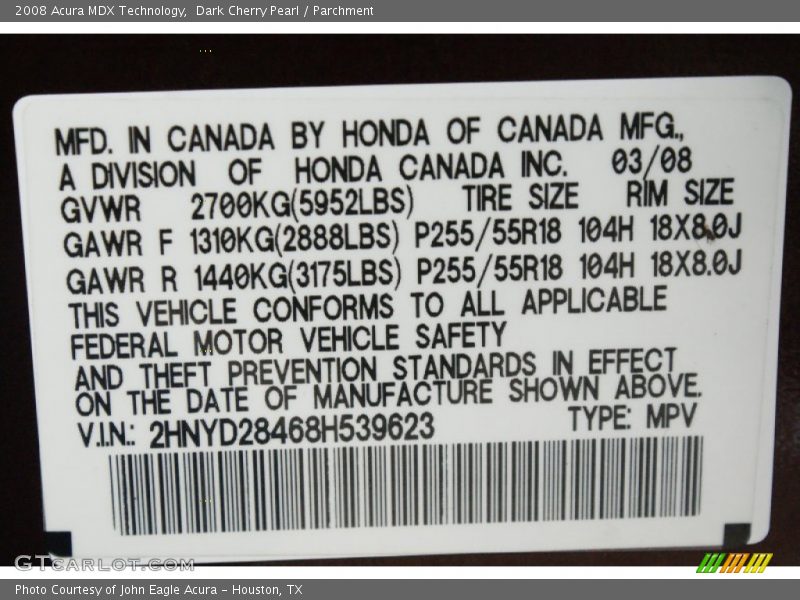 2008 Acura MDX Technology,  Dark Cherry Pearl / Parchment
MFD. IN CANADA BY HONDA OF CANADA MFG.,
A DIVISION OF HONDA CANADA INC. 03/08
GVWR 2700KG(5952LBS) TIRE SIZE RIM SIZE
GAWR F 1310KG(2888LBS) P255/55R18 104H 18X8.0J
GAWR R 1440KG(3175LBS) P255/55R18 104H 18X8.0J
THIS VEHICLE CONFORMS TO ALL APPLICABLE
FEDERAL MOTOR VEHICLE SAFETY
AND THEFT PREVENTION STANDARDS IN EFFECT
ON THE DATE OF MANUFACTURE SHOWN ABOVE.
V.I.N.: 2HNYD28468H539623 TYPE: MPV
GTcarlot.com
Photo Courtesy of John Eagle Acura - Houston, TX